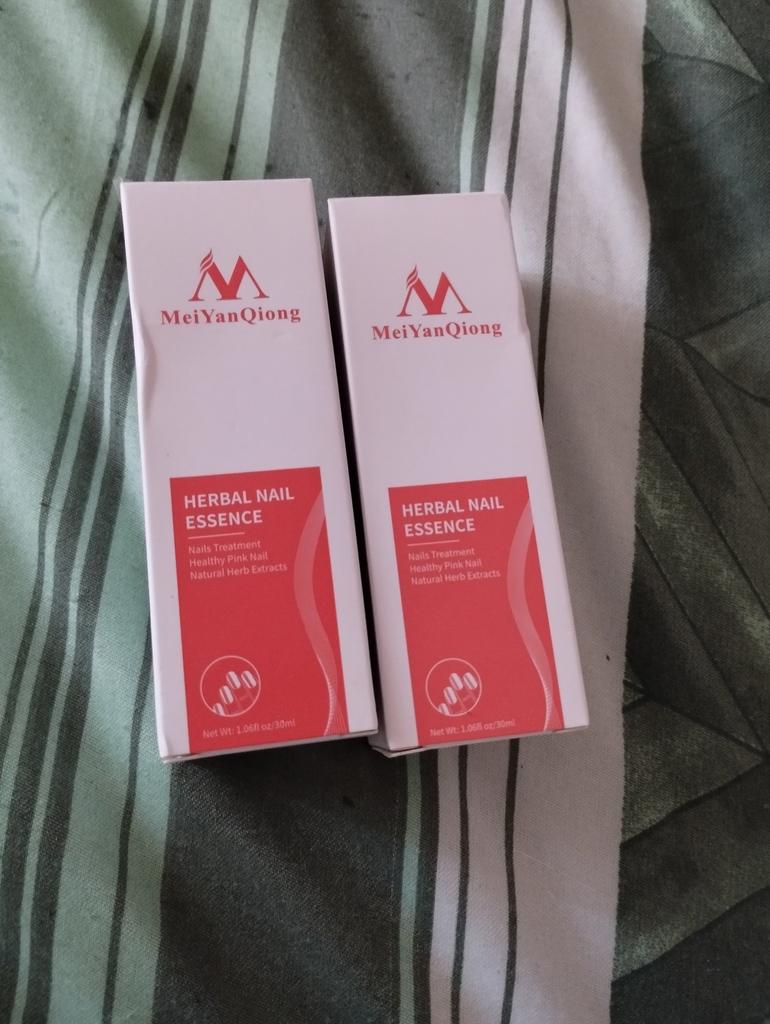 MeiYanQiong
HERBAL NAIL
ESSENCE
Nails Treatment
Healthy Pink Nail
Natural Herb Extracts
Net Wt: 1.06fl oz/30ml
MeiYanQiong
HERBAL NAIL
ESSENCE
Nails Treatment
Healthy Pink Nail
Natural Herb Extracts
Net Wt: 1.06fl oz/30ml